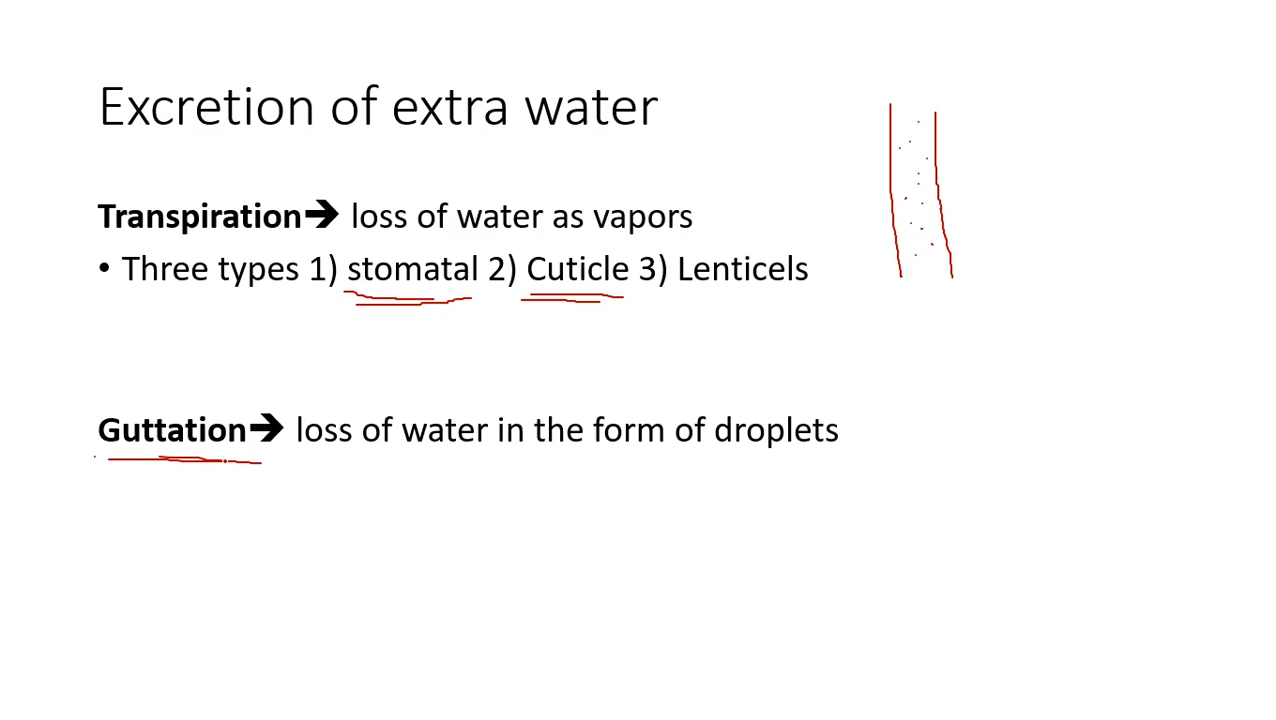 Excretion of extra water
Transpiration→ loss of water as vapors
• Three types 1) stomatal 2) Cuticle 3) Lenticels
Guttation→ loss of water in the form of droplets